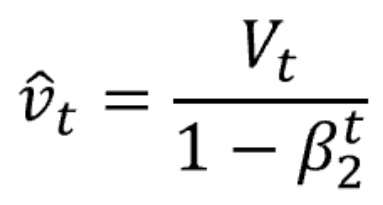 v̂ₜ = Vₜ / (1 − β₂ᵗ)